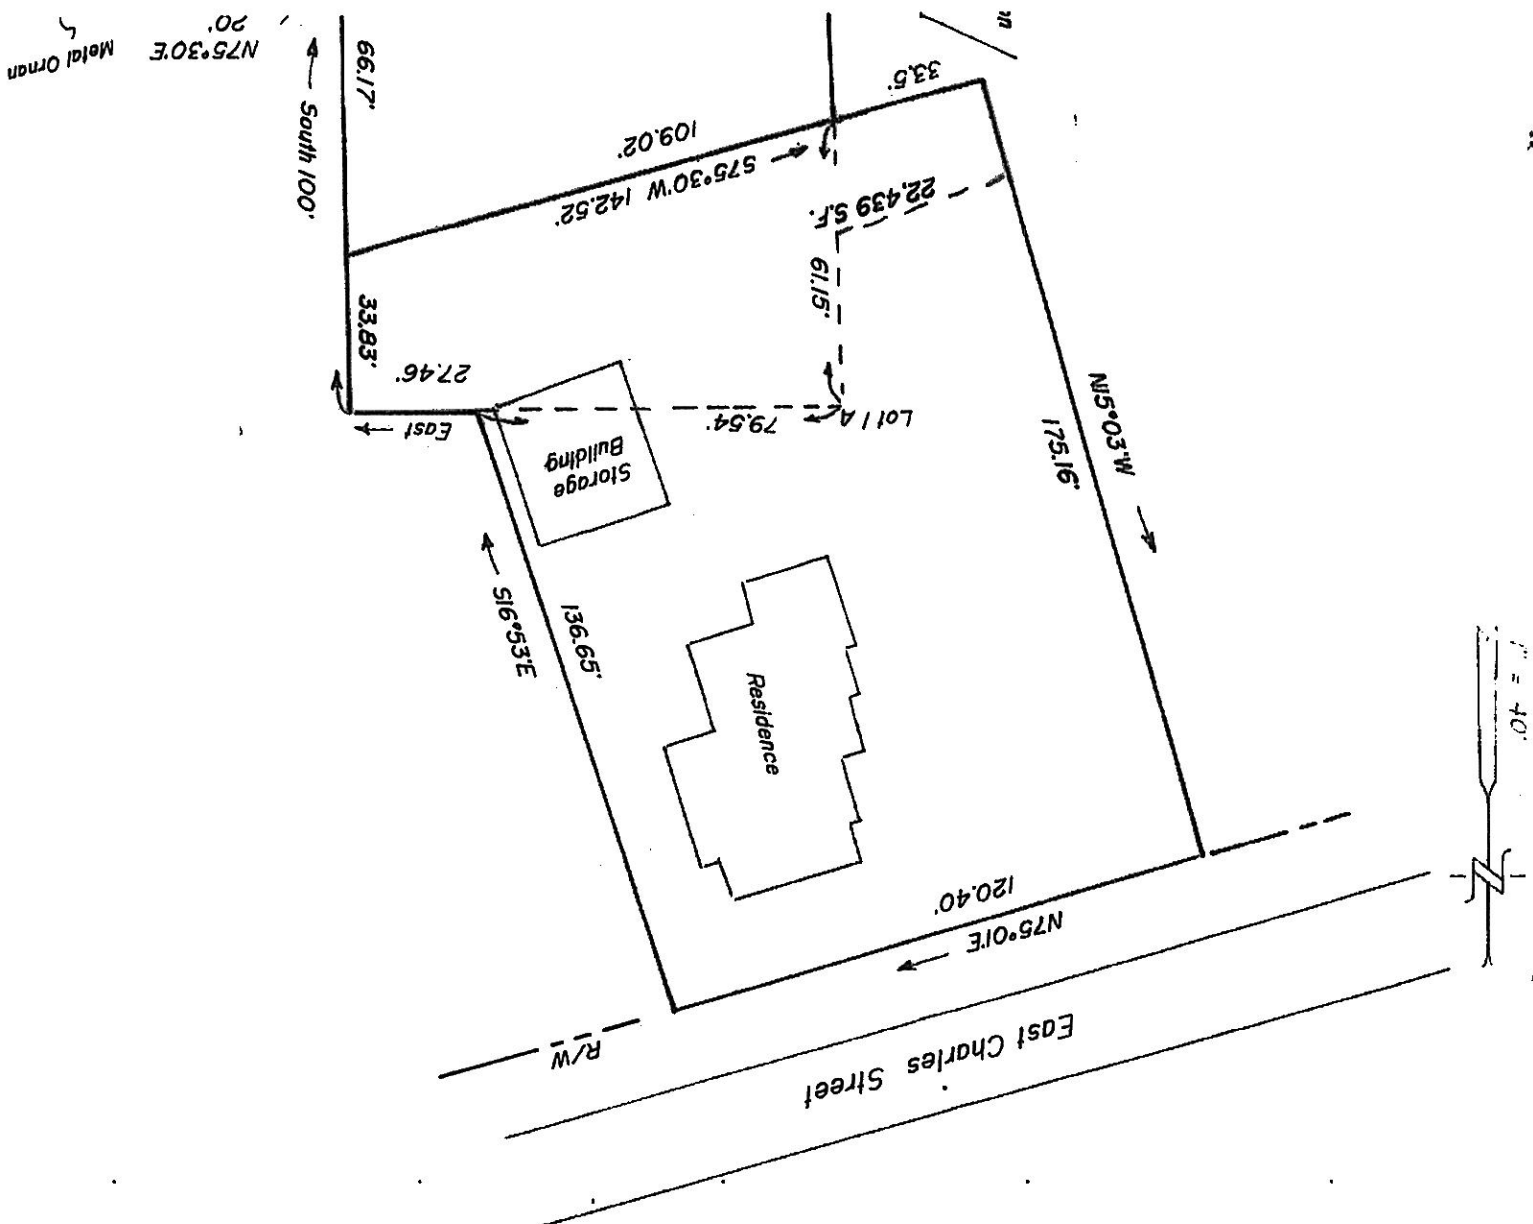 East Charles Street
R/W
N75°01'E
120.40'
Residence
136.65'
S16°53'E
N15°03'W
175.16'
Storage
Building
East
27.46'
79.54'
Lot 1A
33.83'
61.15'
22,439 S.F.
S75°30'W 142.52'
109.02'
33.5'
South 100'
66.17'
N75°30'E
20'
Metal Ornan
1" = 40'